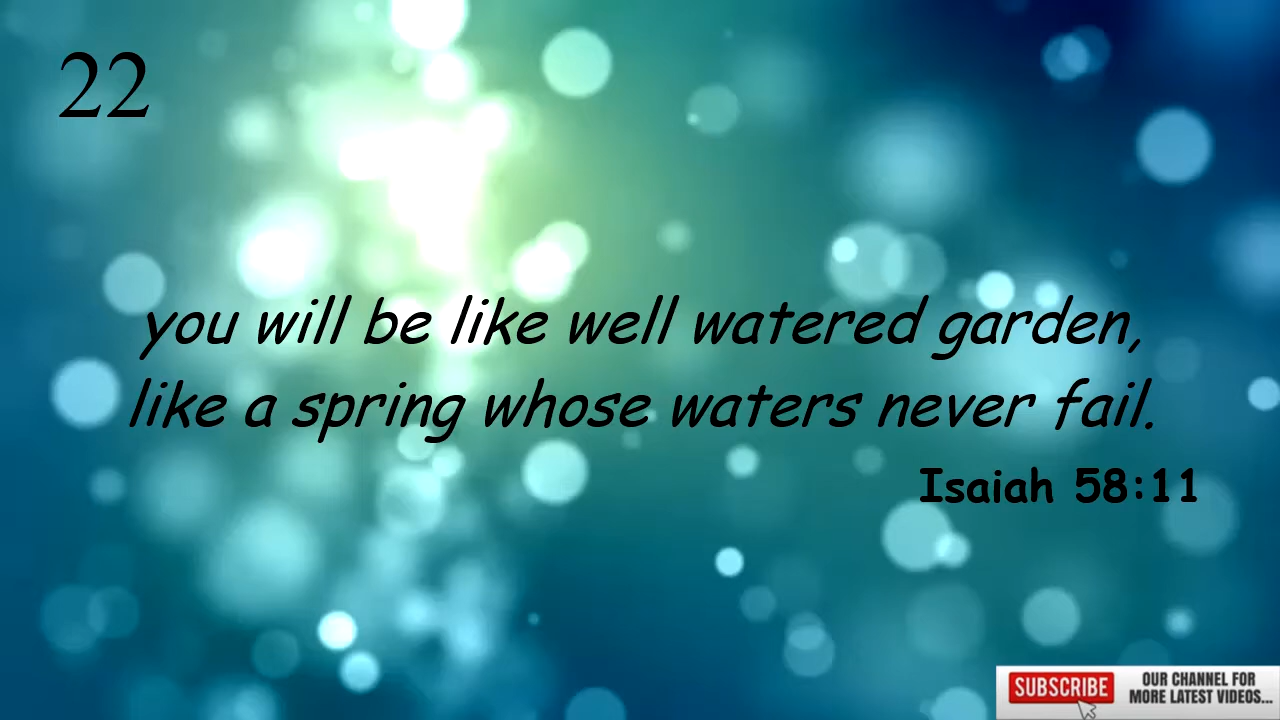 22
you will be like well watered garden,
like a spring whose waters never fail.
Isaiah 58:11
SUBSCRIBE
OUR CHANNEL FOR
MORE LATEST VIDEOS...